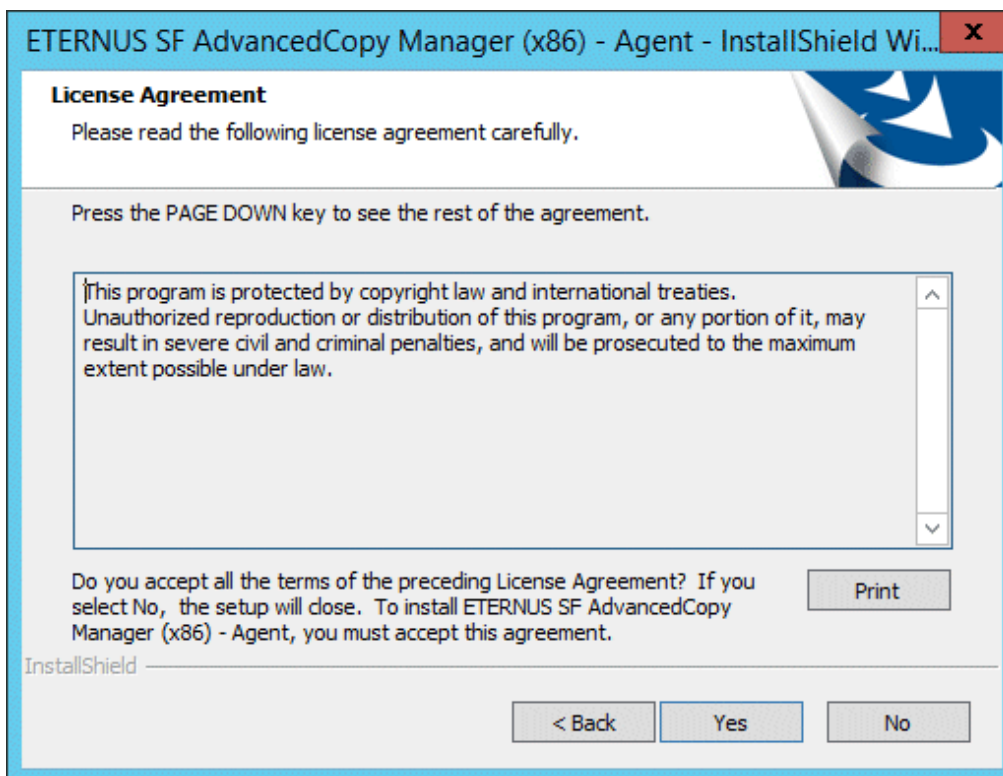 ETERNUS SF AdvancedCopy Manager (x86) - Agent - InstallShield Wi...
x
License Agreement
Please read the following license agreement carefully.
Press the PAGE DOWN key to see the rest of the agreement.
This program is protected by copyright law and international treaties.
Unauthorized reproduction or distribution of this program, or any portion of it, may
result in severe civil and criminal penalties, and will be prosecuted to the maximum
extent possible under law.
Do you accept all the terms of the preceding License Agreement?  If you
select No,  the setup will close.  To install ETERNUS SF AdvancedCopy
Manager (x86) - Agent, you must accept this agreement.
Print
InstallShield
< Back
Yes
No